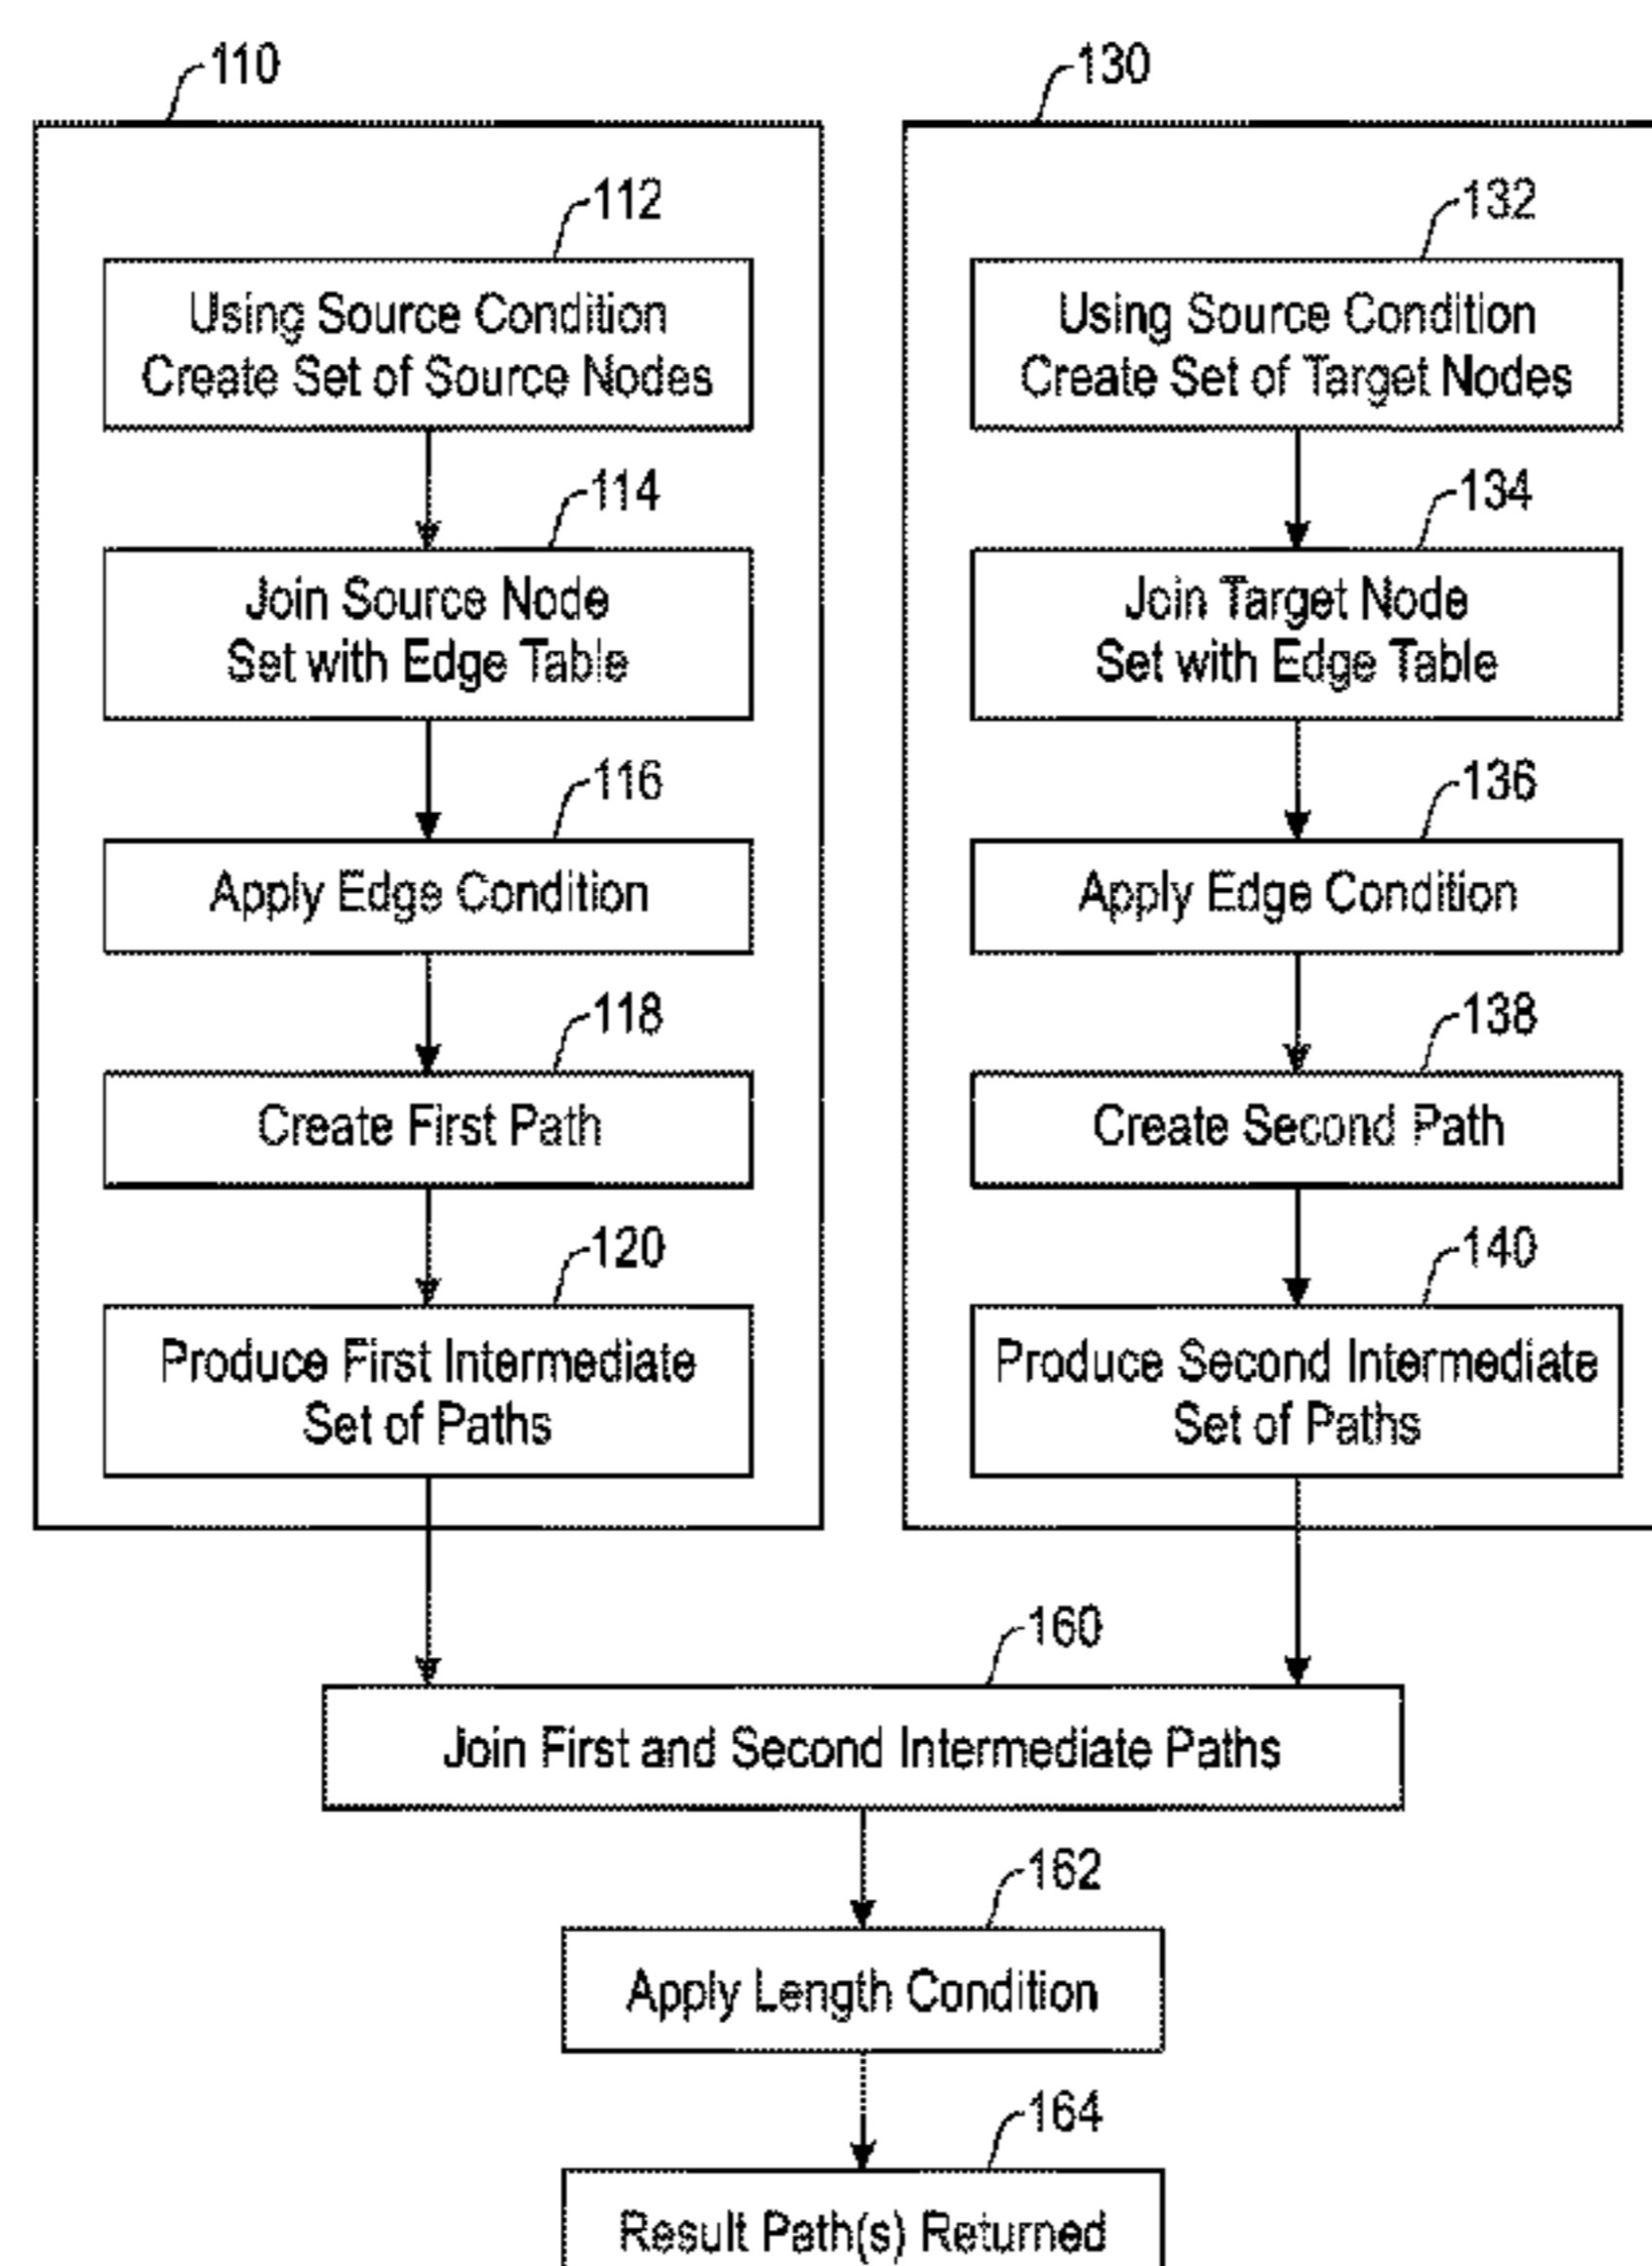 110
112
Using Source Condition
Create Set of Source Nodes
114
Join Source Node
Set with Edge Table
116
Apply Edge Condition
118
Create First Path
120
Produce First Intermediate
Set of Paths
130
132
Using Source Condition
Create Set of Target Nodes
134
Join Target Node
Set with Edge Table
136
Apply Edge Condition
138
Create Second Path
140
Produce Second Intermediate
Set of Paths
160
Join First and Second Intermediate Paths
162
Apply Length Condition
164
Result Path(s) Returned